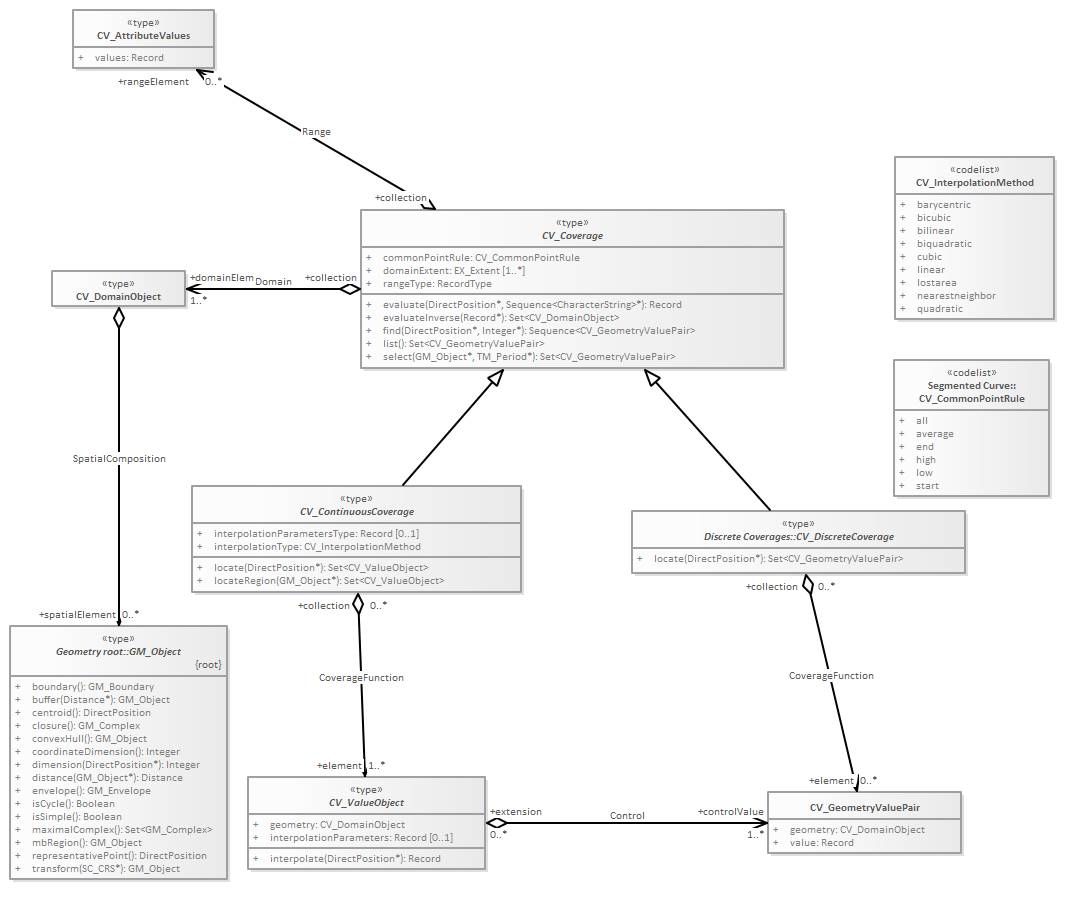 «type»
CV_AttributeValues
+ values: Record
+rangeElement
0..*
Range
+collection
«type»
CV_Coverage
+ commonPointRule: CV_CommonPointRule
+ domainExtent: EX_Extent [1..*]
+ rangeType: RecordType
+ evaluate(DirectPosition*, Sequence<CharacterString>*): Record
+ evaluateInverse(Record*): Set<CV_DomainObject>
+ find(DirectPosition*, Integer*): Sequence<CV_GeometryValuePair>
+ list(): Set<CV_GeometryValuePair>
+ select(GM_Object*, TM_Period*): Set<CV_GeometryValuePair>
«codelist»
CV_InterpolationMethod
+ barycentric
+ bicubic
+ bilinear
+ biquadratic
+ cubic
+ linear
+ lostarea
+ nearestneighbor
+ quadratic
«type»
CV_DomainObject
+domainElem
Domain
+collection
1..*
«codelist»
Segmented Curve::
CV_CommonPointRule
+ all
+ average
+ end
+ high
+ low
+ start
SpatialComposition
«type»
CV_ContinuousCoverage
+ interpolationParametersType: Record [0..1]
+ interpolationType: CV_InterpolationMethod
+ locate(DirectPosition*): Set<CV_ValueObject>
+ locateRegion(GM_Object*): Set<CV_ValueObject>
«type»
Discrete Coverages::CV_DiscreteCoverage
+ locate(DirectPosition*): Set<CV_GeometryValuePair>
+collection
0..*
+collection
0..*
+spatialElement
0..*
«type»
Geometry root::GM_Object
{root}
+ boundary(): GM_Boundary
+ buffer(Distance*): GM_Object
+ centroid(): DirectPosition
+ closure(): GM_Complex
+ convexHull(): GM_Object
+ coordinateDimension(): Integer
+ dimension(DirectPosition*): Integer
+ distance(GM_Object*): Distance
+ envelope(): GM_Envelope
+ isCycle(): Boolean
+ isSimple(): Boolean
+ maximalComplex(): Set<GM_Complex>
+ mbRegion(): GM_Object
+ representativePoint(): DirectPosition
+ transform(SC_CRS*): GM_Object
CoverageFunction
CoverageFunction
+element
1..*
+element
0..*
«type»
CV_ValueObject
+ geometry: CV_DomainObject
+ interpolationParameters: Record [0..1]
+ interpolate(DirectPosition*): Record
+extension
0..*
Control
+controlValue
1..*
CV_GeometryValuePair
+ geometry: CV_DomainObject
+ value: Record